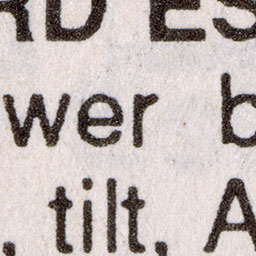 RD ES
wer b
, tilt, A